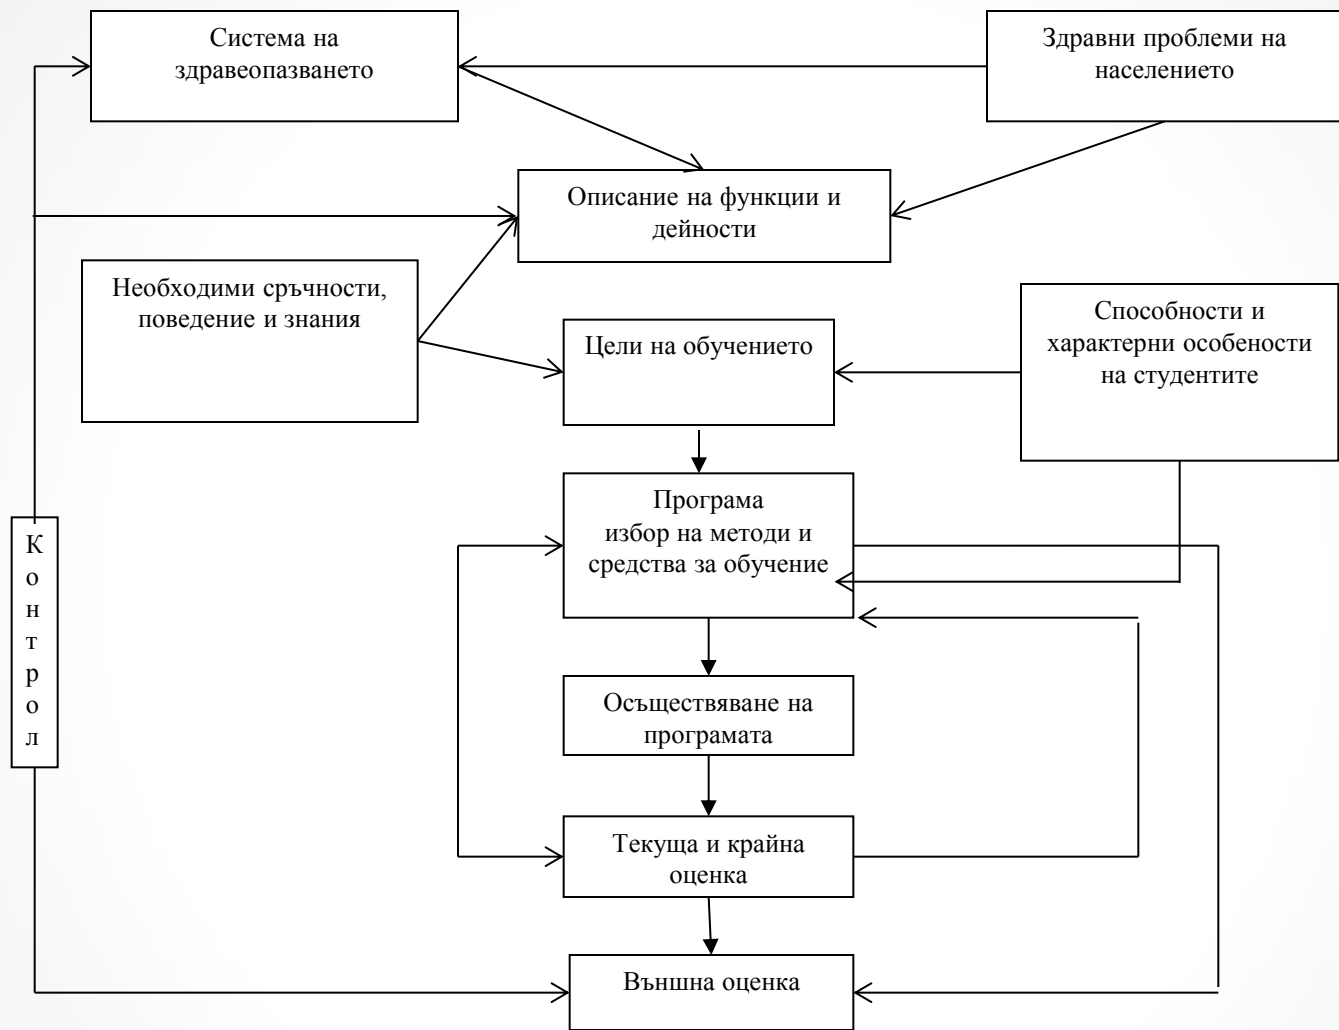 Система на
здравеопазването
Здравни проблеми на
населението
Описание на функции и
дейности
Необходими сръчности,
поведение и знания
Цели на обучението
Способности и
характерни особености
на студентите
Програма
избор на методи и
средства за обучение
К
о
н
т
р
о
л
Осъществяване на
програмата
Текуща и крайна
оценка
Външна оценка